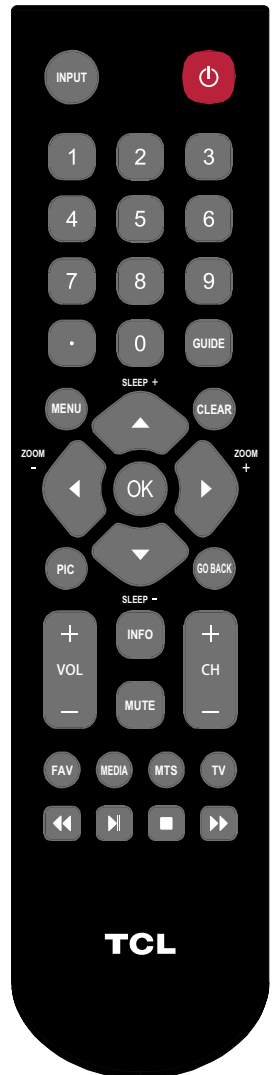 INPUT
1 2 3
4 5 6
7 8 9
· 0 GUIDE
SLEEP +
MENU CLEAR
ZOOM - ZOOM +
OK
PIC GO BACK
SLEEP -
+ INFO +
VOL CH
- MUTE -
FAV MEDIA MTS TV
TCL